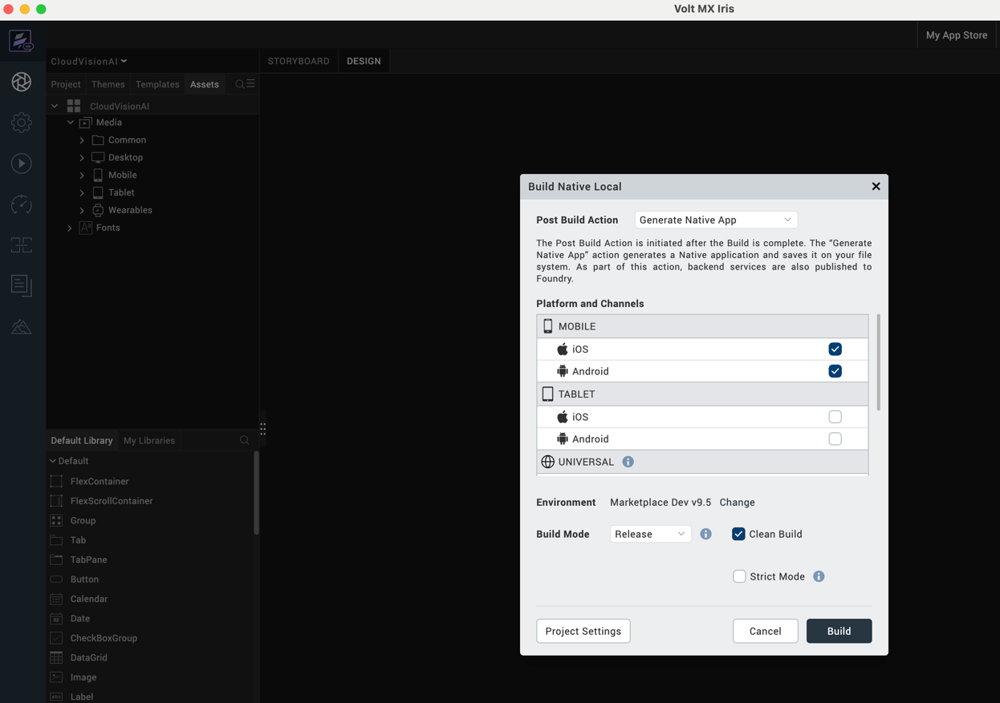 Volt MX Iris
My App Store
CloudVisionAI
STORYBOARD DESIGN
Project Themes Templates Assets
CloudVisionAI
Media
Common
Desktop
Mobile
Tablet
Wearables
Fonts
Default Library My Libraries
Default
FlexContainer
FlexScrollContainer
Group
Tab
TabPane
Button
Calendar
Date
CheckBoxGroup
DataGrid
Image
Label
Build Native Local
Post Build Action Generate Native App
The Post Build Action is initiated after the Build is complete. The “Generate
Native App” action generates a Native application and saves it on your file
system. As part of this action, backend services are also published to
Foundry.
Platform and Channels
MOBILE
iOS
Android
TABLET
iOS
Android
UNIVERSAL
Environment Marketplace Dev v9.5 Change
Build Mode Release Clean Build
Strict Mode
Project Settings Cancel Build